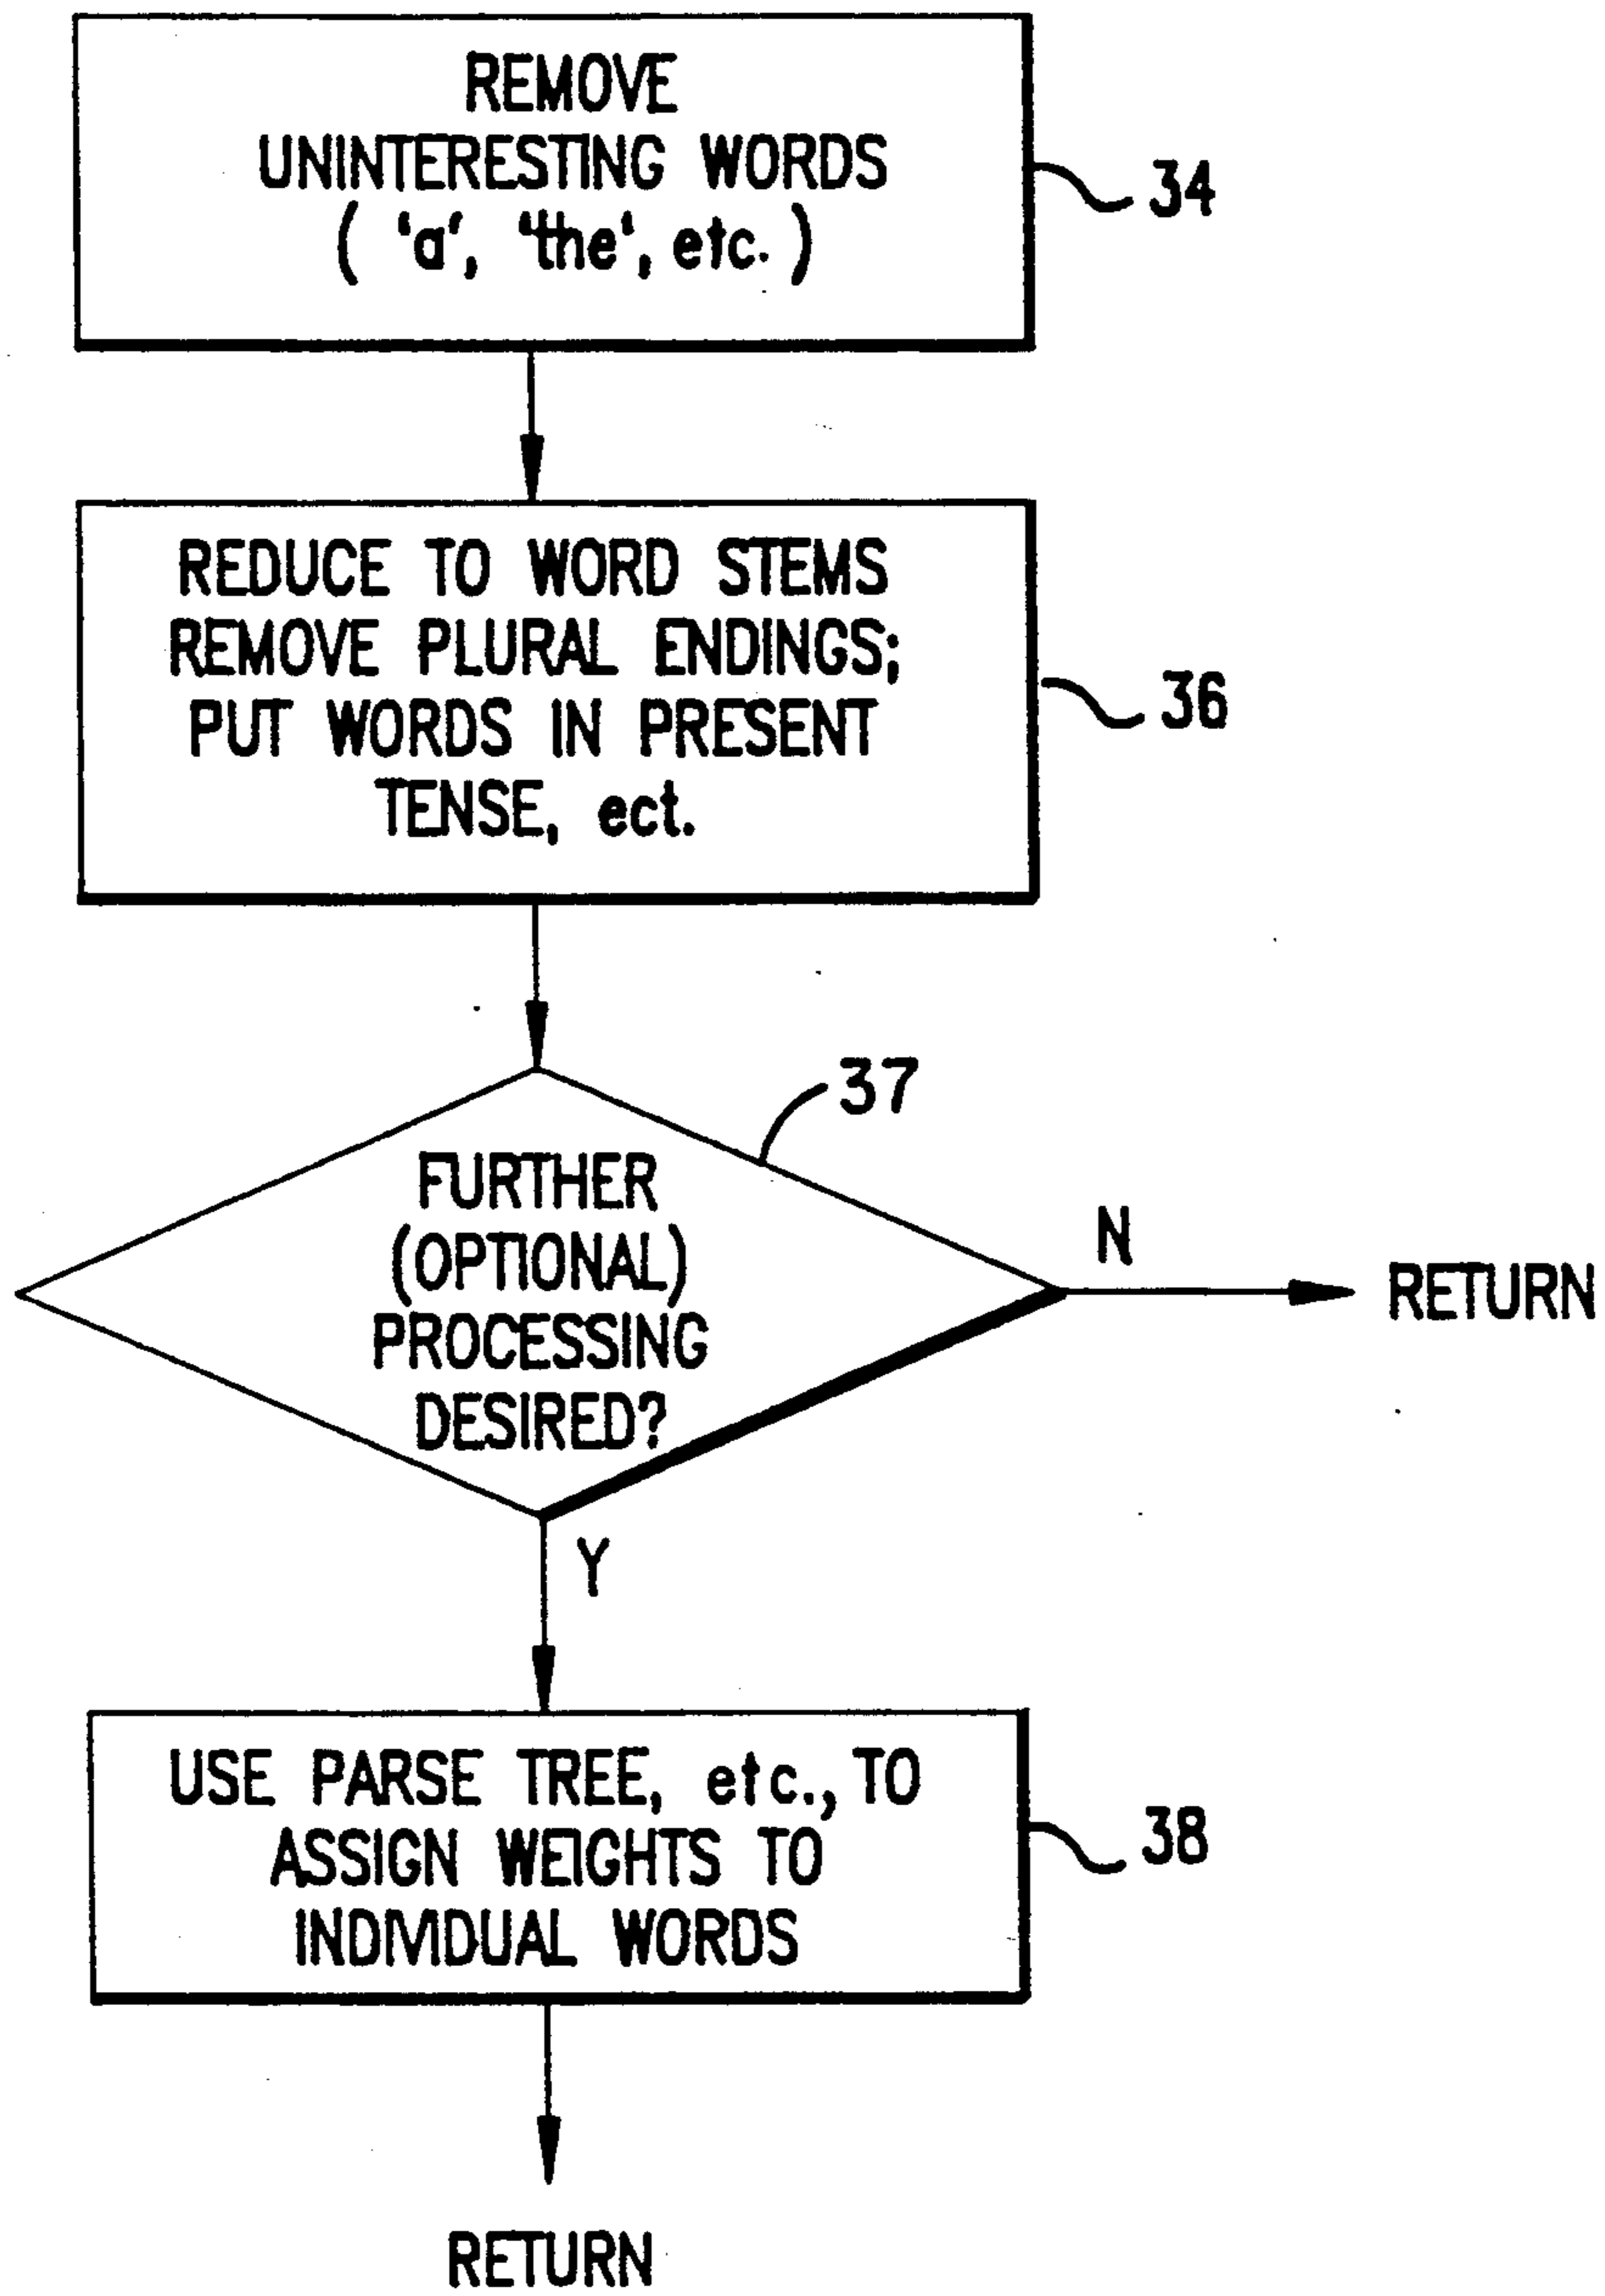 REMOVE
UNINTERESTING WORDS
( 'a', 'the', etc. )
34
REDUCE TO WORD STEMS
REMOVE PLURAL ENDINGS;
PUT WORDS IN PRESENT
TENSE, ect.
36
37
FURTHER
(OPTIONAL)
PROCESSING
DESIRED?
N
RETURN
Y
USE PARSE TREE, etc., TO
ASSIGN WEIGHTS TO
INDIVIDUAL WORDS
38
RETURN